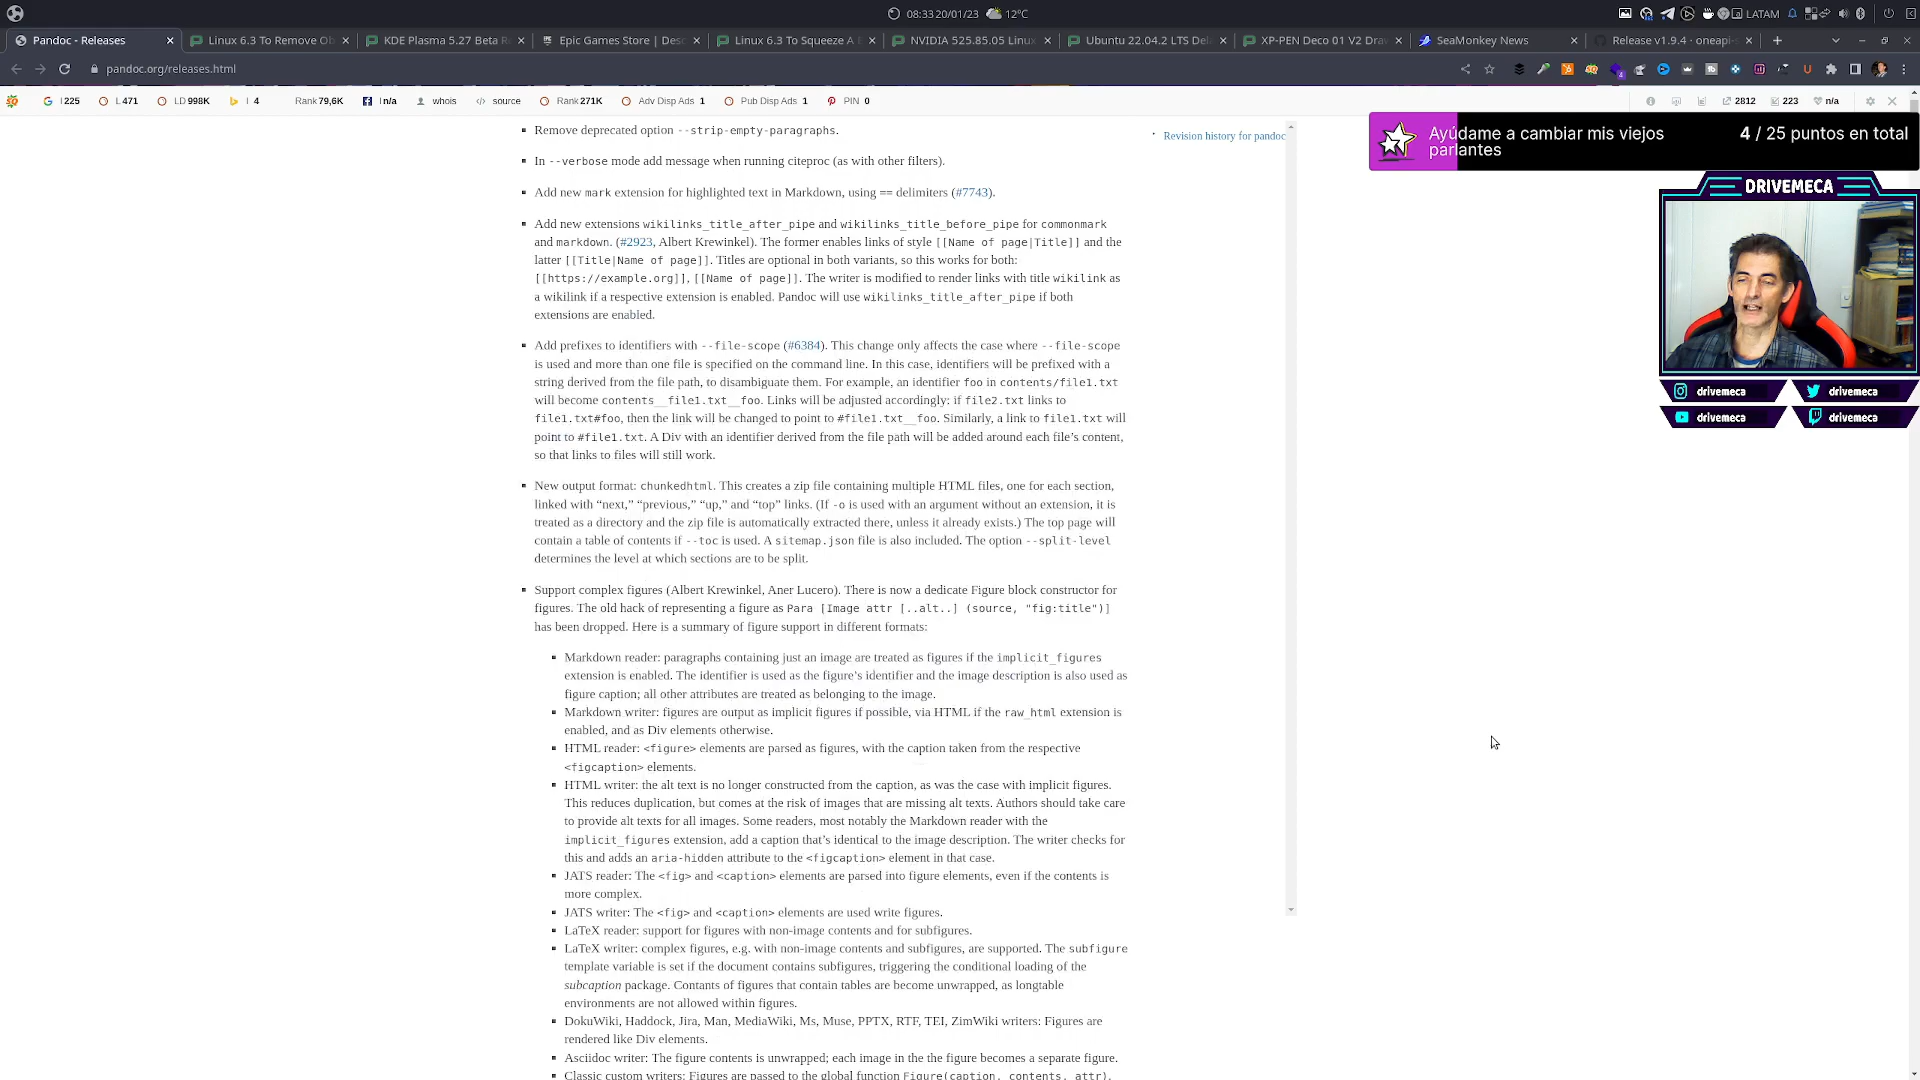 08:33 20/01/23 12°C
LATAM
Pandoc - Releases
Linux 6.3 To Remove Ob
KDE Plasma 5.27 Beta R
Epic Games Store | Desc
Linux 6.3 To Squeeze A B
NVIDIA 525.85.05 Linux
Ubuntu 22.04.2 LTS Del
XP-PEN Deco 01 V2 Draw
SeaMonkey News
Release v1.9.4 · oneapi-s
pandoc.org/releases.html
I 225 L 471 LD 998K I 4 Rank 79,6K I n/a whois source Rank 271K Adv Disp Ads 1 Pub Disp Ads 1 PIN 0 2812 223 n/a
Remove deprecated option --strip-empty-paragraphs.
In --verbose mode add message when running citeproc (as with other filters).
Add new mark extension for highlighted text in Markdown, using == delimiters (#7743).
Add new extensions wikilinks_title_after_pipe and wikilinks_title_before_pipe for commonmark
and markdown. (#2923, Albert Krewinkel). The former enables links of style [[Name of page|Title]] and the
latter [[Title|Name of page]]. Titles are optional in both variants, so this works for both:
[[https://example.org]], [[Name of page]]. The writer is modified to render links with title wikilink as
a wikilink if a respective extension is enabled. Pandoc will use wikilinks_title_after_pipe if both
extensions are enabled.
Add prefixes to identifiers with --file-scope (#6384). This change only affects the case where --file-scope
is used and more than one file is specified on the command line. In this case, identifiers will be prefixed with a
string derived from the file path, to disambiguate them. For example, an identifier foo in contents/file1.txt
will become contents__file1.txt__foo. Links will be adjusted accordingly: if file2.txt links to
file1.txt#foo, then the link will be changed to point to #file1.txt__foo. Similarly, a link to file1.txt will
point to #file1.txt. A Div with an identifier derived from the file path will be added around each file’s content,
so that links to files will still work.
New output format: chunkedhtml. This creates a zip file containing multiple HTML files, one for each section,
linked with “next,” “previous,” “up,” and “top” links. (If -o is used with an argument without an extension, it is
treated as a directory and the zip file is automatically extracted there, unless it already exists.) The top page will
contain a table of contents if --toc is used. A sitemap.json file is also included. The option --split-level
determines the level at which sections are to be split.
Support complex figures (Albert Krewinkel, Aner Lucero). There is now a dedicate Figure block constructor for
figures. The old hack of representing a figure as Para [Image attr [..alt..] (source, "fig:title")]
has been dropped. Here is a summary of figure support in different formats:
Markdown reader: paragraphs containing just an image are treated as figures if the implicit_figures
extension is enabled. The identifier is used as the figure’s identifier and the image description is also used as
figure caption; all other attributes are treated as belonging to the image.
Markdown writer: figures are output as implicit figures if possible, via HTML if the raw_html extension is
enabled, and as Div elements otherwise.
HTML reader: <figure> elements are parsed as figures, with the caption taken from the respective
<figcaption> elements.
HTML writer: the alt text is no longer constructed from the caption, as was the case with implicit figures.
This reduces duplication, but comes at the risk of images that are missing alt texts. Authors should take care
to provide alt texts for all images. Some readers, most notably the Markdown reader with the
implicit_figures extension, add a caption that’s identical to the image description. The writer checks for
this and adds an aria-hidden attribute to the <figcaption> element in that case.
JATS reader: The <fig> and <caption> elements are parsed into figure elements, even if the contents is
more complex.
JATS writer: The <fig> and <caption> elements are used write figures.
LaTeX reader: support for figures with non-image contents and for subfigures.
LaTeX writer: complex figures, e.g. with non-image contents and subfigures, are supported. The subfigure
template variable is set if the document contains subfigures, triggering the conditional loading of the
subcaption package. Contants of figures that contain tables are become unwrapped, as longtable
environments are not allowed within figures.
DokuWiki, Haddock, Jira, Man, MediaWiki, Ms, Muse, PPTX, RTF, TEI, ZimWiki writers: Figures are
rendered like Div elements.
Asciidoc writer: The figure contents is unwrapped; each image in the the figure becomes a separate figure.
Classic custom writers: Figures are passed to the global function Figure(caption, contents, attr),
Revision history for pandoc
Ayúdame a cambiar mis viejos
parlantes
4 / 25 puntos en total
DRIVEMECA
drivemeca
drivemeca
drivemeca
drivemeca